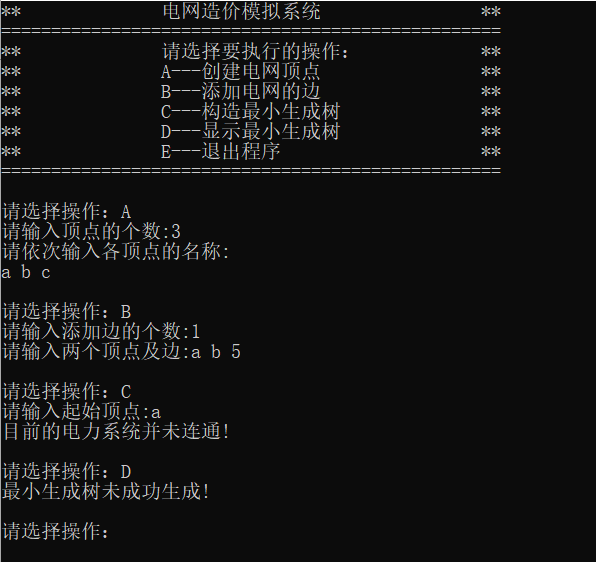 ** 电网造价模拟系统 **
==================================================
** 请选择要执行的操作: **
** A---创建电网顶点 **
** B---添加电网的边 **
** C---构造最小生成树 **
** D---显示最小生成树 **
** E---退出程序 **
==================================================
请选择操作: A
请输入顶点的个数:3
请依次输入各顶点的名称:
a b c
请选择操作: B
请输入添加边的个数:1
请输入两个顶点及边:a b 5
请选择操作: C
请输入起始顶点:a
目前的电力系统并未连通!
请选择操作: D
最小生成树未成功生成!
请选择操作: